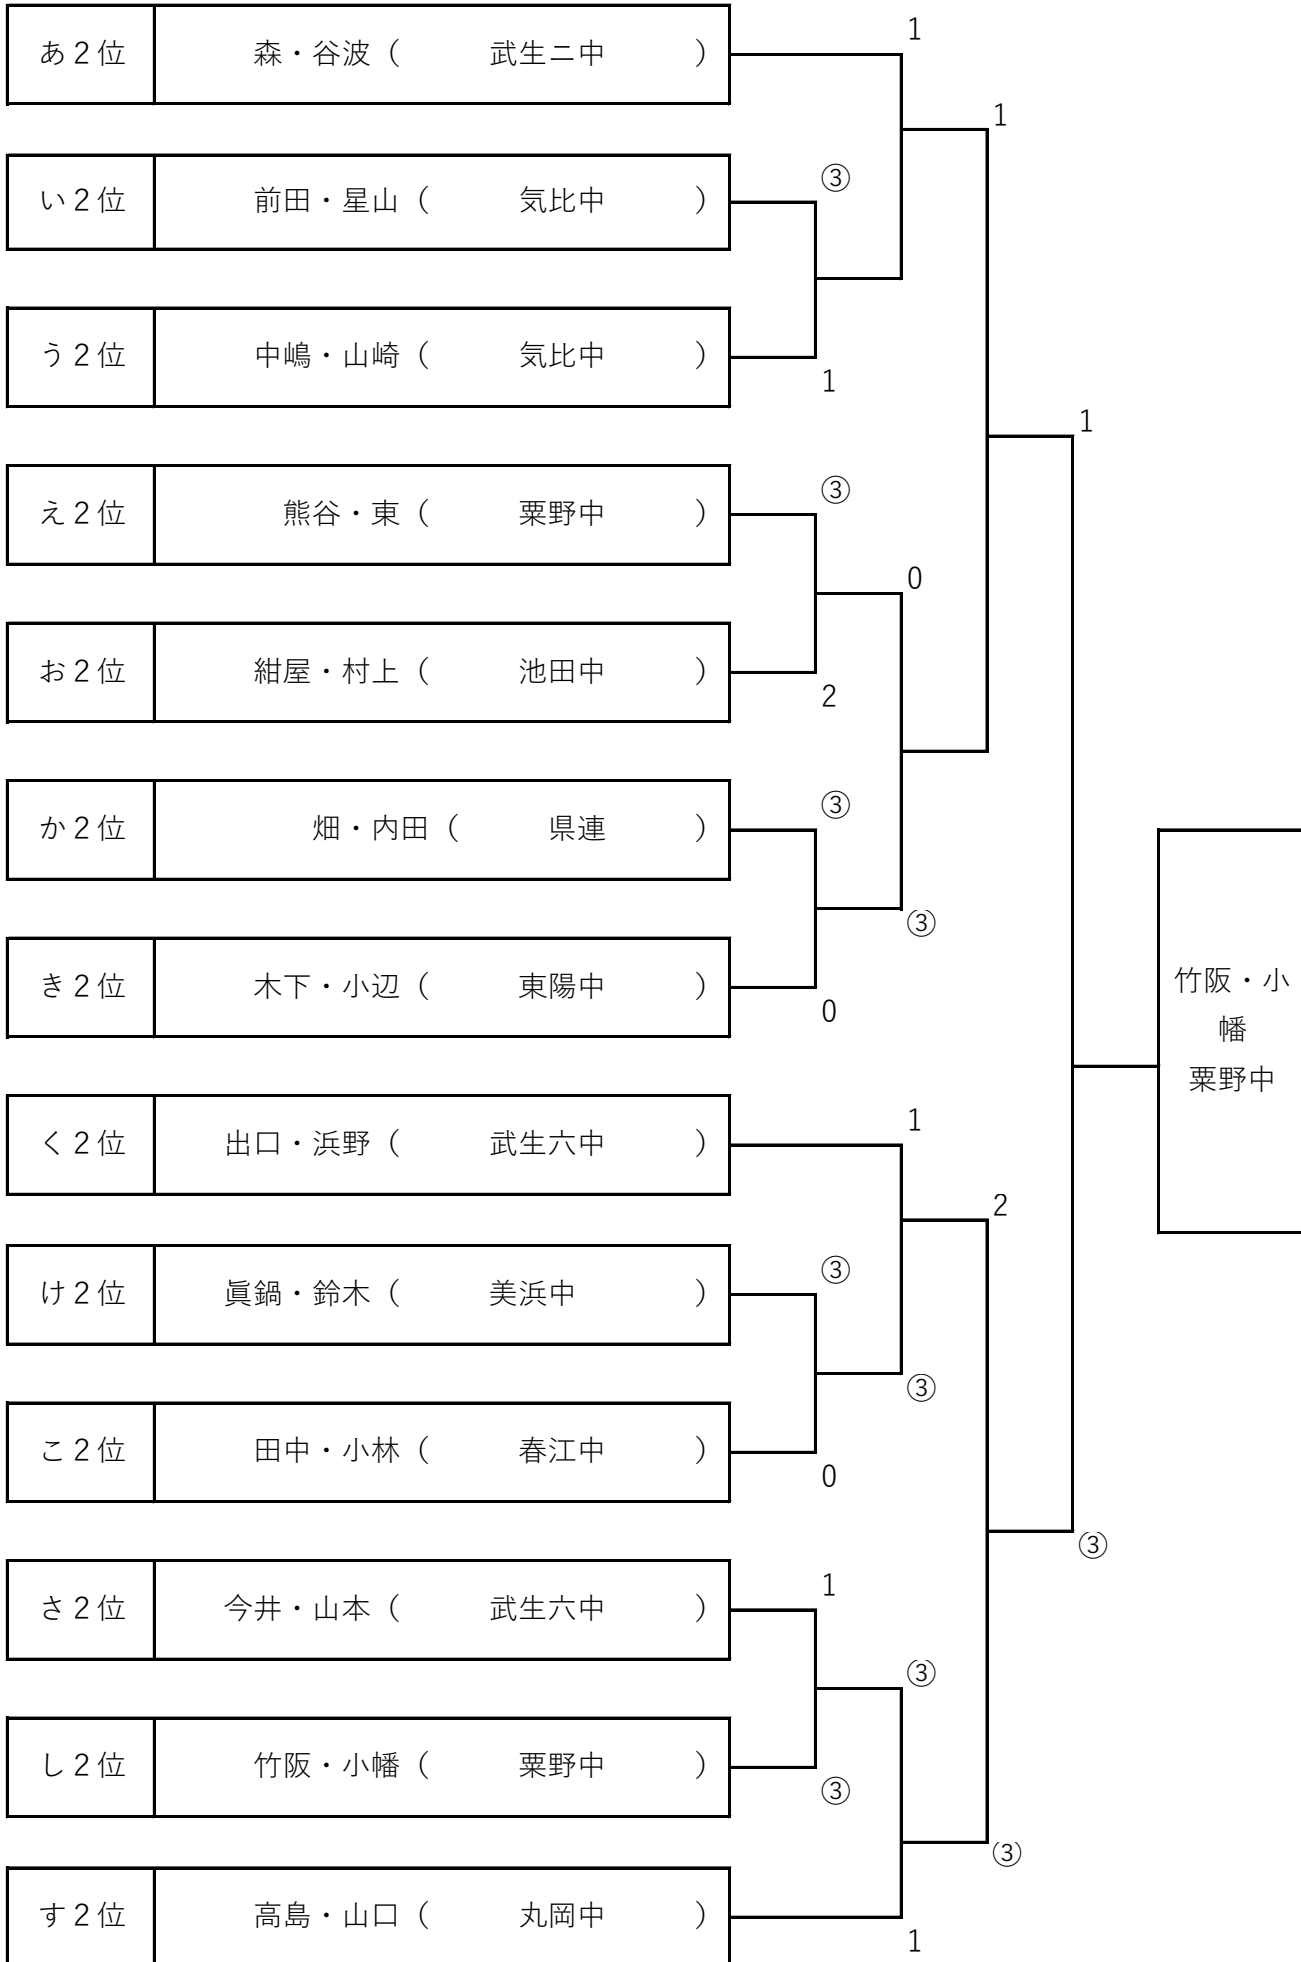 1
あ２位 森・谷波（ 武生二中 ）
1
③
い２位 前田・星山（ 気比中 ）
う２位 中嶋・山崎（ 気比中 ）
1
1
③
え２位 熊谷・東（ 粟野中 ）
0
お２位 紺屋・村上（ 池田中 ）
2
③
か２位 畑・内田（ 県連 ）
③
き２位 木下・小辺（ 東陽中 ）
0
竹阪・小
幡
粟野中
1
く２位 出口・浜野（ 武生六中 ）
2
③
け２位 眞鍋・鈴木（ 美浜中 ）
③
こ２位 田中・小林（ 春江中 ）
0
③
1
さ２位 今井・山本（ 武生六中 ）
③
し２位 竹阪・小幡（ 粟野中 ）
③
③
す２位 高島・山口（ 丸岡中 ）
1